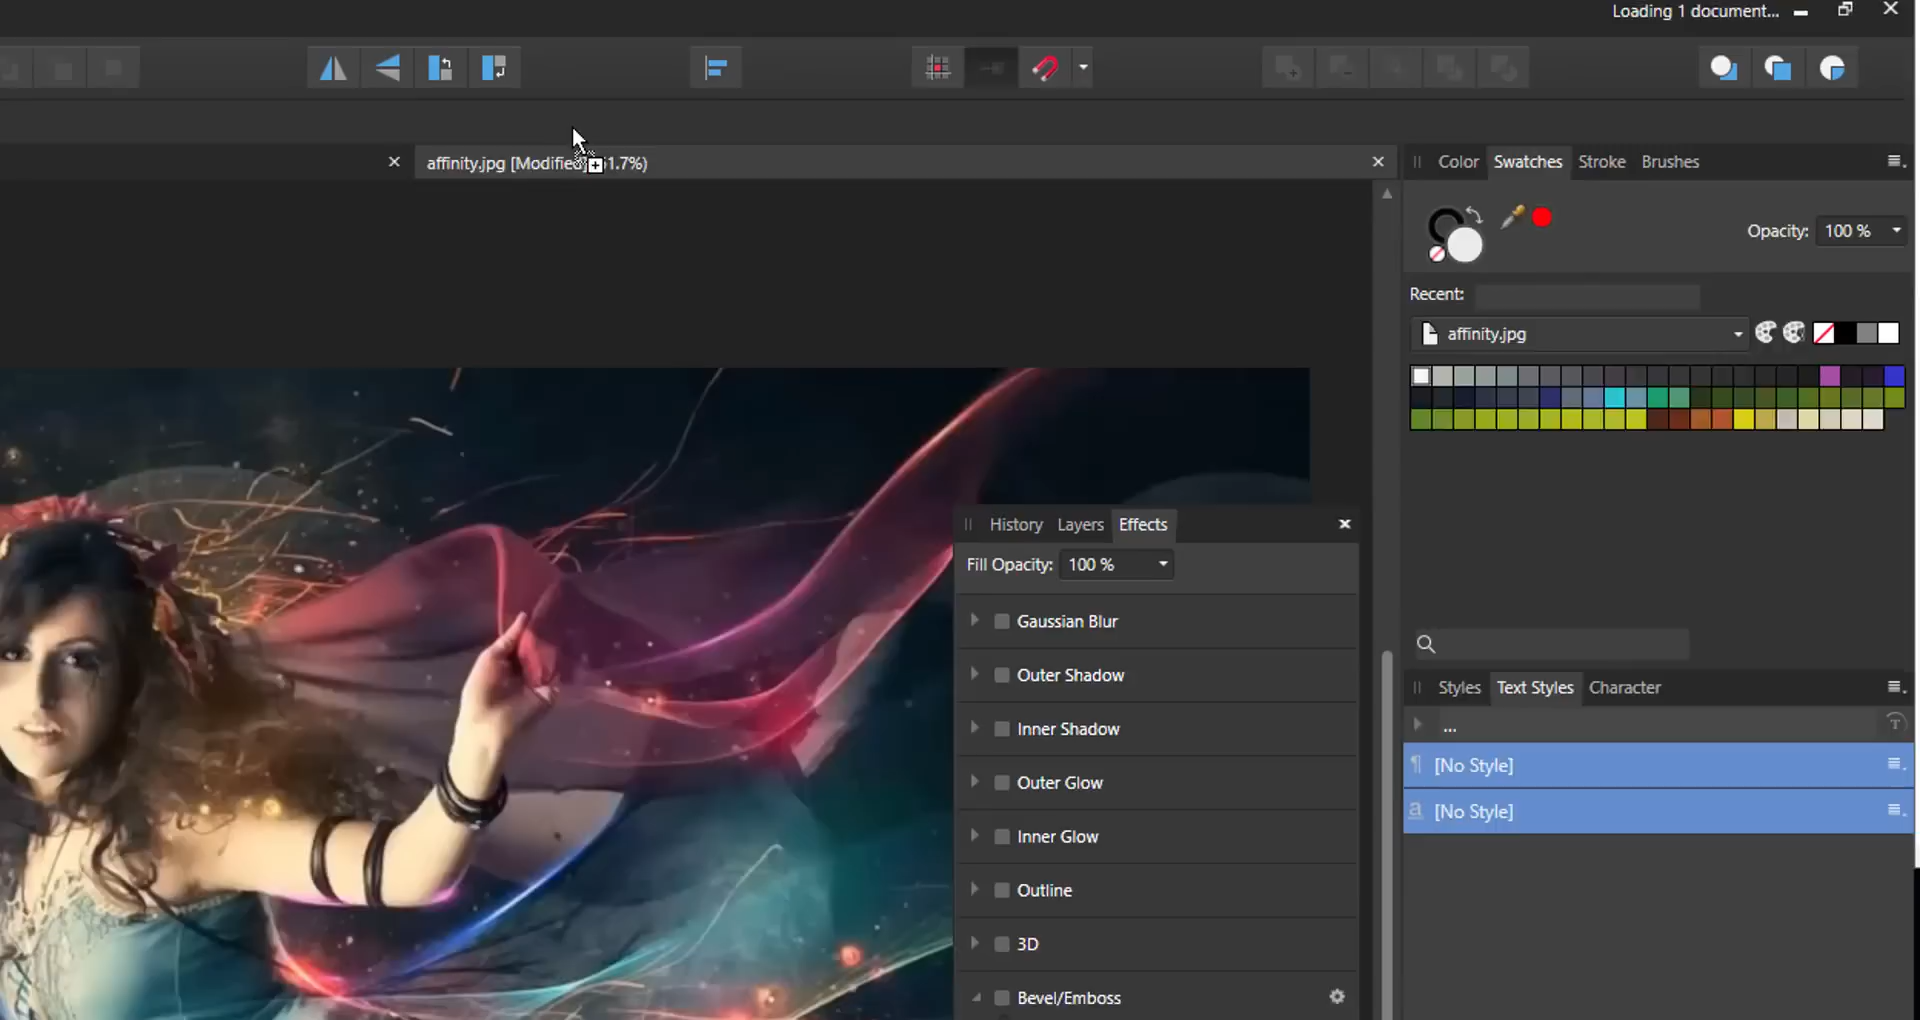 Loading 1 document...
affinity.jpg [Modified] 1.7%)
Color Swatches Stroke Brushes
Opacity: 100 %
Recent:
affinity.jpg
History Layers Effects
Fill Opacity: 100 %
Gaussian Blur
Outer Shadow
Inner Shadow
Outer Glow
Inner Glow
Outline
3D
Bevel/Emboss
Styles Text Styles Character
...
[No Style]
a [No Style]